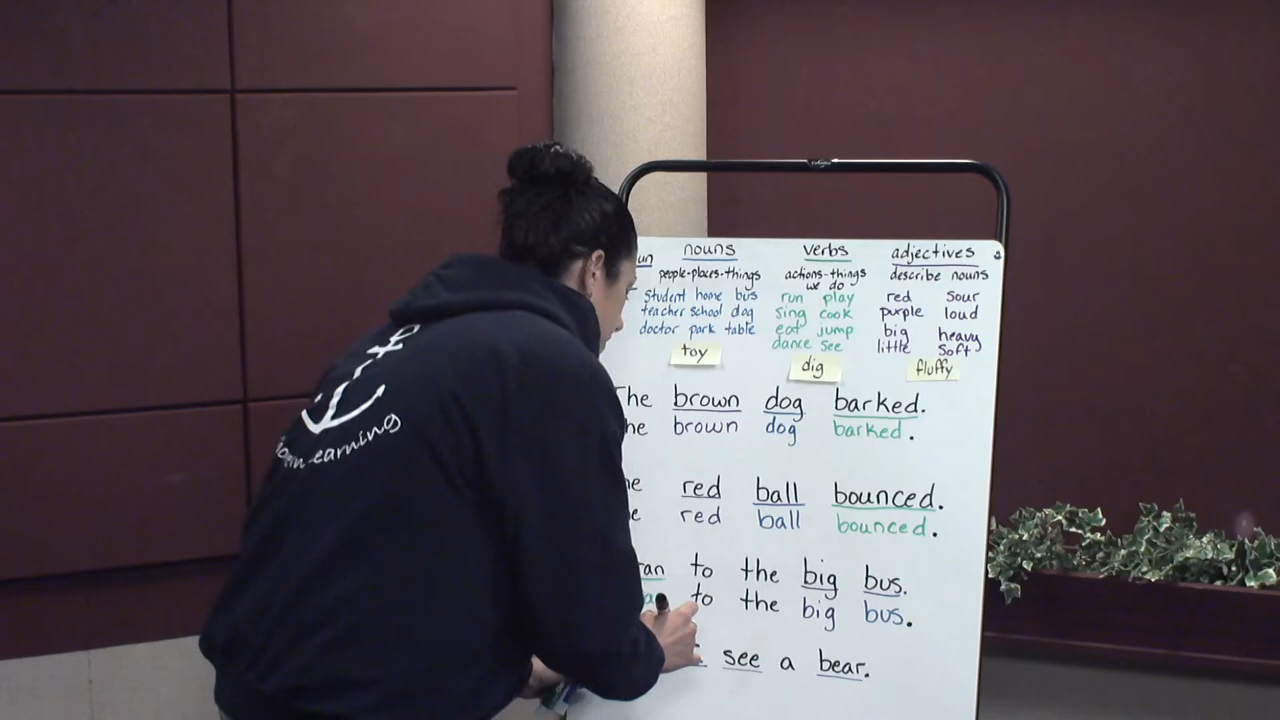 nouns verbs adjectives
people-places-things actions-things we do describe nouns
student home bus run play red sour
teacher school dog sing cook purple loud
doctor park table eat jump big heavy
dance see little soft
toy dig fluffy
The brown dog barked.
he brown dog barked.
he red ball bounced.
e red ball bounced.
ran to the big bus.
to the big bus.
see a bear.
earning